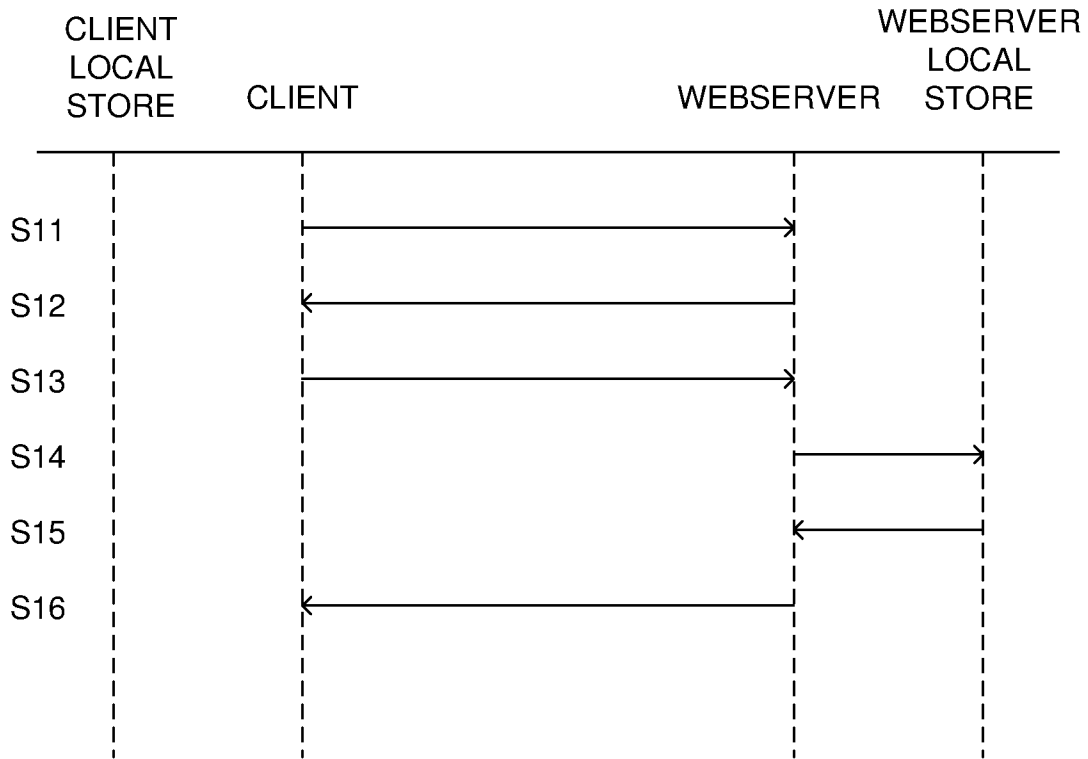 CLIENT
LOCAL
STORE
CLIENT
WEBSERVER
WEBSERVER
LOCAL
STORE
S11
S12
S13
S14
S15
S16